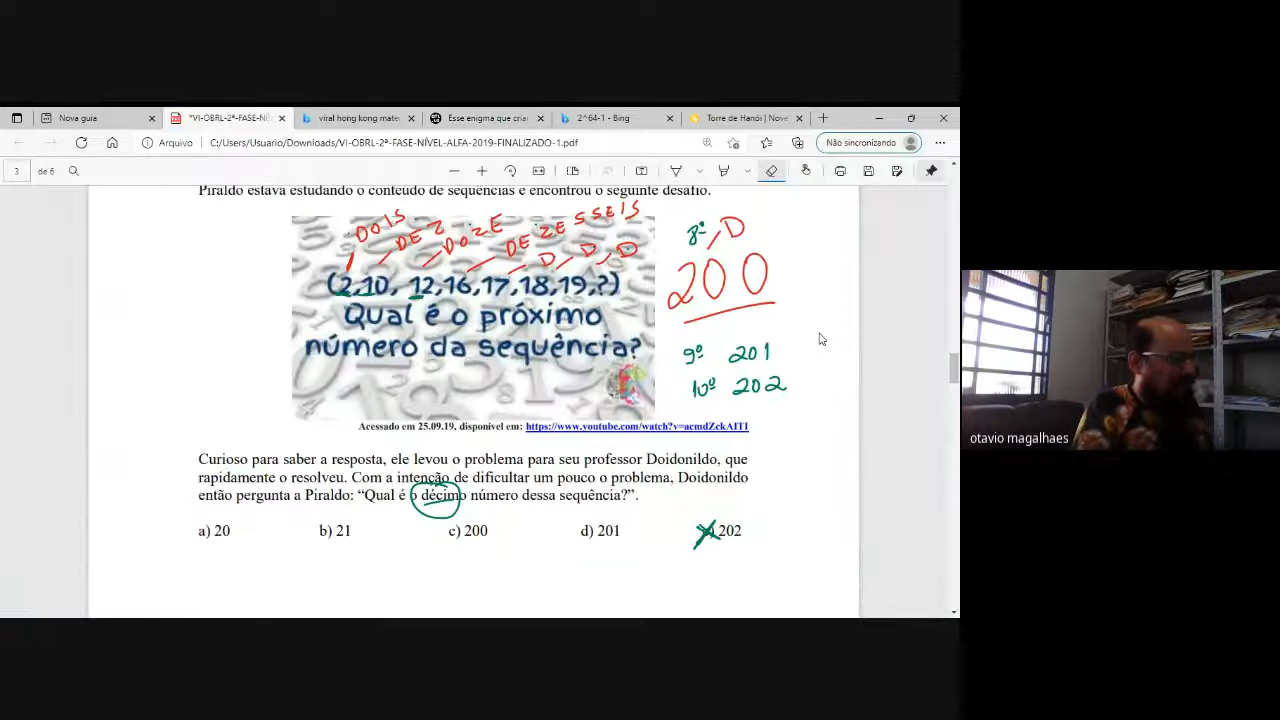 Nova guia
*VI-OBRL-2ª-FASE-NÍ
viral hong kong mate
Esse enigma que criar
2^64-1 - Bing
Torre de Hanói | Nove
Arquivo
C:/Users/Usuario/Downloads/VI-OBRL-2ª-FASE-NÍVEL-ALFA-2019-FINALIZADO-1.pdf
Não sincronizando
3 de 6
Piraldo estava estudando o conteúdo de sequências e encontrou o seguinte desafio.
DOIS DEZ DOZE DEZESSEIS
D D D
8º D
200
(2,10, 12,16,17,18,19,?)
Qual é o próximo
número da sequência?
9º 201
10º 202
Acessado em 25.09.19, disponível em: https://www.youtube.com/watch?v=acmdZckAIT1
Curioso para saber a resposta, ele levou o problema para seu professor Doidonildo, que
rapidamente o resolveu. Com a intenção de dificultar um pouco o problema, Doidonildo
então pergunta a Piraldo: “Qual é o décimo número dessa sequência?”.
a) 20 b) 21 c) 200 d) 201 202
otavio magalhaes